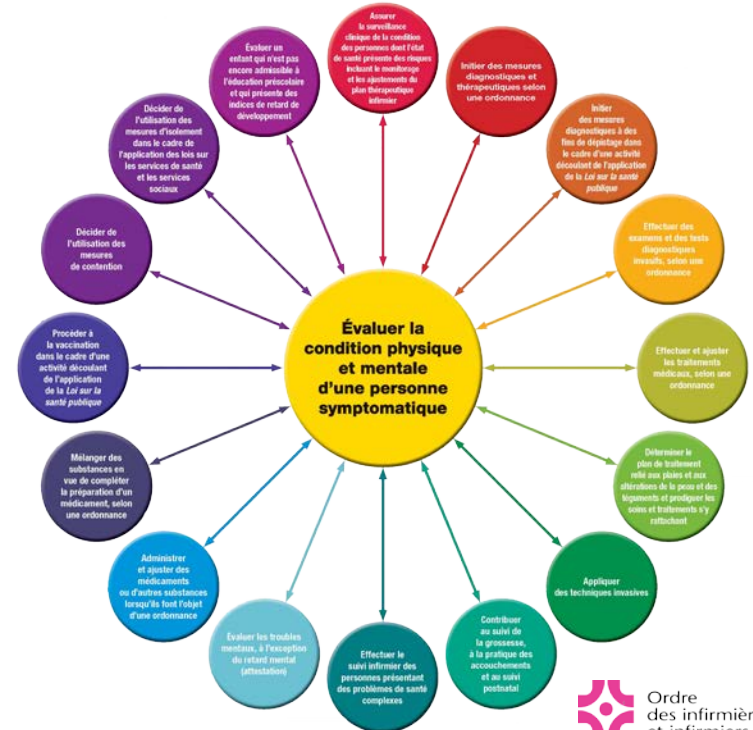 Évaluer la
condition physique
et mentale
d'une personne
symptomatique
Assurer
la surveillance
clinique de la condition
des personnes dont l'état
de santé présente des risques
incluant le monitorage
et les ajustements du
plan thérapeutique
infirmier
Initier des mesures
diagnostiques et
thérapeutiques selon
une ordonnance
Initier
des mesures
diagnostiques à des
fins de dépistage dans
le cadre d'une activité
découlant de l'application
de la Loi sur la santé
publique
Effectuer des
examens et des tests
diagnostiques
invasifs, selon une
ordonnance
Effectuer et ajuster
les traitements
médicaux, selon une
ordonnance
Déterminer le
plan de traitement
relié aux plaies et aux
altérations de la peau et des
téguments et prodiguer les
soins et traitements s'y
rattachant
Appliquer
des techniques invasives
Contribuer
au suivi de
la grossesse,
à la pratique des
accouchements
et au suivi
postnatal
Effectuer le
suivi infirmier des
personnes présentant
des problèmes de santé
complexes
Évaluer les troubles
mentaux, à l'exception
du retard mental
(attestation)
Administrer
et ajuster des
médicaments
ou d'autres substances
lorsqu'ils font l'objet
d'une ordonnance
Mélanger des
substances en
vue de compléter
la préparation d'un
médicament, selon
une ordonnance
Procéder à
la vaccination
dans le cadre d'une
activité découlant
de l'application
de la Loi sur la
santé publique
Décider de
l'utilisation des
mesures
de contention
Décider de
l'utilisation des
mesures d'isolement
dans le cadre de
l'application des lois sur
les services de santé
et les services
sociaux
Évaluer un
enfant qui n'est pas
encore admissible à
l'éducation préscolaire
et qui présente des
indices de retard de
développement
Ordre
des infirmièr
et infirmiers